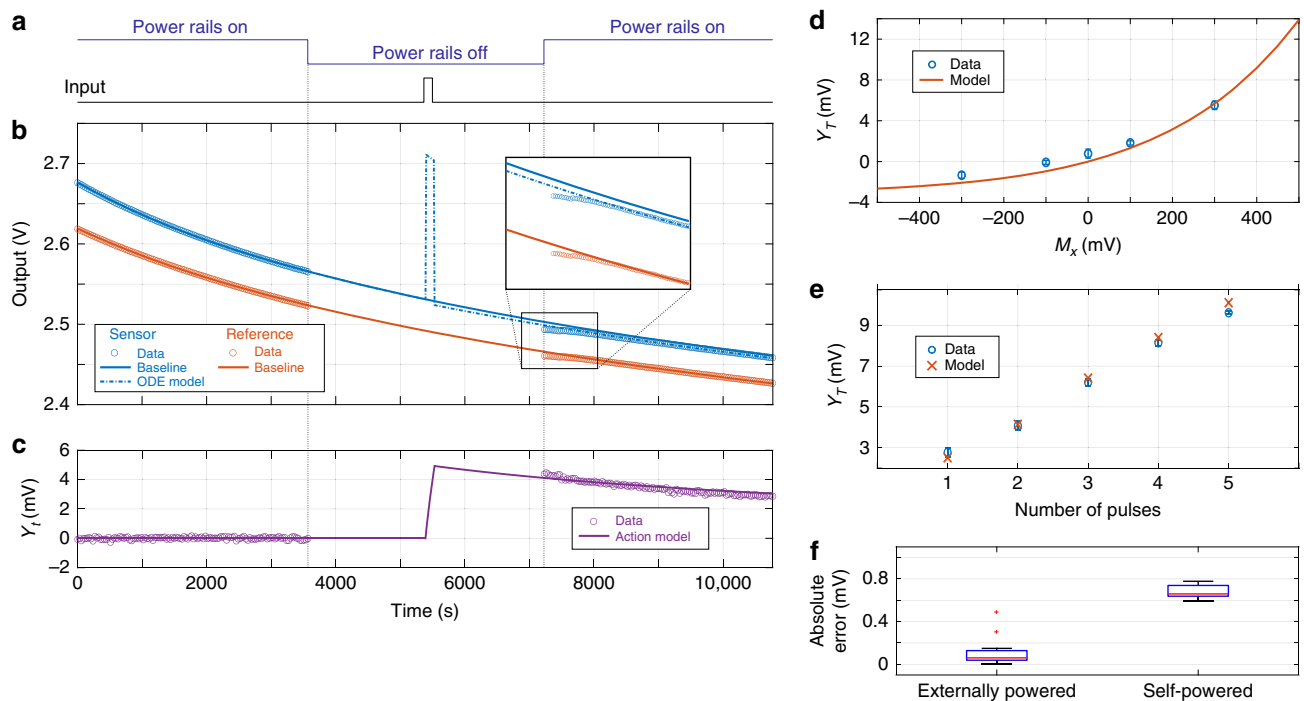 a
Power rails on
Power rails off
Power rails on
Input
b
Output (V)
2.7
2.6
2.5
2.4
Sensor Reference
Data Data
Baseline Baseline
ODE model
c
Y_t (mV)
6
4
2
0
−2
Data
Action model
0 2000 4000 6000 8000 10,000
Time (s)
d
Y_T (mV)
12
8
4
0
−4
Data
Model
−400 −200 0 200 400
M_x (mV)
e
Y_T (mV)
9
7
5
3
Data
Model
1 2 3 4 5
Number of pulses
f
Absolute
error (mV)
0.8
0.4
0
Externally powered Self-powered